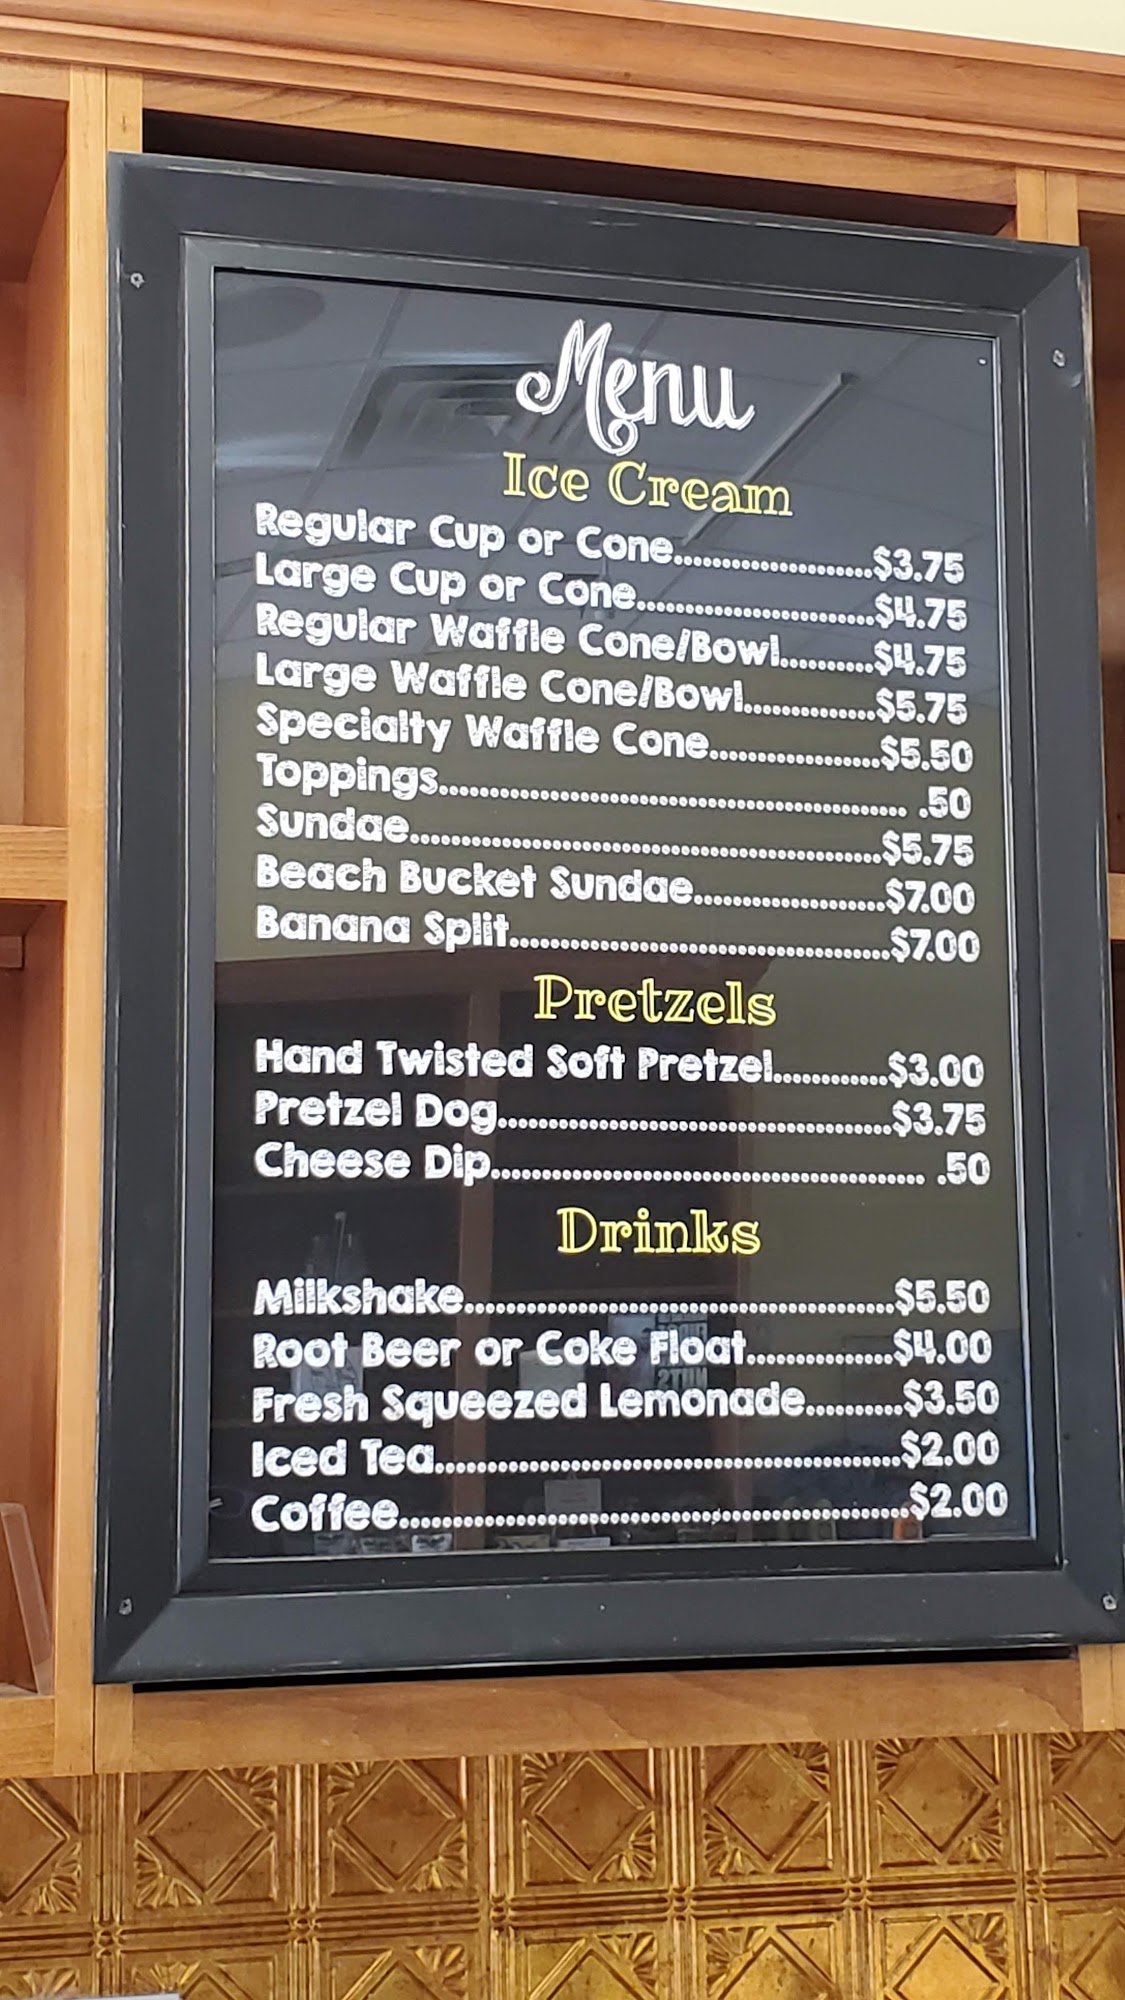 Menu
Ice Cream
Regular Cup or Cone.....................$3.75
Large Cup or Cone.........................$4.75
Regular Waffle Cone/Bowl..........$4.75
Large Waffle Cone/Bowl..............$5.75
Specialty Waffle Cone..................$5.50
Toppings................................................. .50
Sundae..................................................$5.75
Beach Bucket Sundae....................$7.00
Banana Split........................................$7.00
Pretzels
Hand Twisted Soft Pretzel............$3.00
Pretzel Dog.........................................$3.75
Cheese Dip............................................. .50
Drinks
Milkshake.............................................$5.50
Root Beer or Coke Float...............$4.00
Fresh Squeezed Lemonade..........$3.50
Iced Tea.................................................$2.00
Coffee.....................................................$2.00